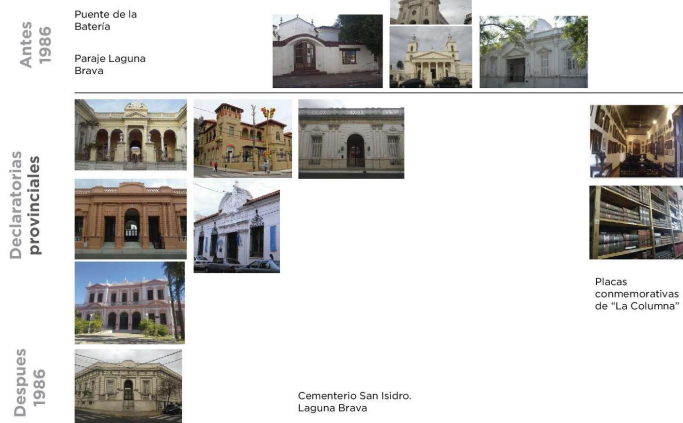 Antes
1986
Puente de la
Batería
Paraje Laguna
Brava
Declaratorias
provinciales
Placas
conmemorativas
de “La Columna”
Despues
1986
Cementerio San Isidro.
Laguna Brava